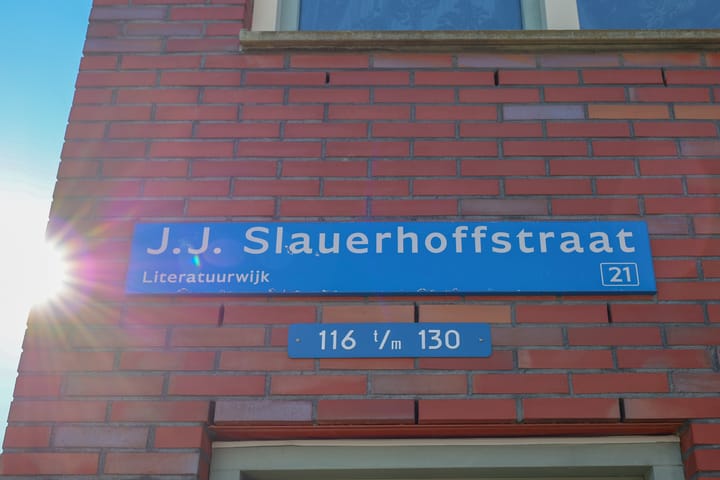 J.J. Slauerhoffstraat
Literatuurwijk 21
116 t/m 130